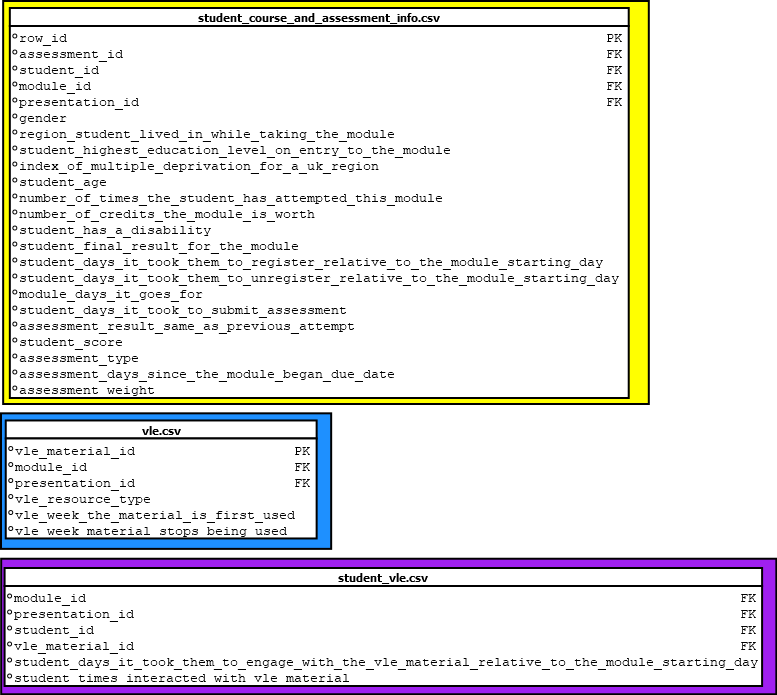 student_course_and_assessment_info.csv
row_id PK
assessment_id FK
student_id FK
module_id FK
presentation_id FK
gender
region_student_lived_in_while_taking_the_module
student_highest_education_level_on_entry_to_the_module
index_of_multiple_deprivation_for_a_uk_region
student_age
number_of_times_the_student_has_attempted_this_module
number_of_credits_the_module_is_worth
student_has_a_disability
student_final_result_for_the_module
student_days_it_took_them_to_register_relative_to_the_module_starting_day
student_days_it_took_them_to_unregister_relative_to_the_module_starting_day
module_days_it_goes_for
student_days_it_took_to_submit_assessment
assessment_result_same_as_previous_attempt
student_score
assessment_type
assessment_days_since_the_module_began_due_date
assessment_weight
vle.csv
vle_material_id PK
module_id FK
presentation_id FK
vle_resource_type
vle_week_the_material_is_first_used
vle_week_material_stops_being_used
student_vle.csv
module_id FK
presentation_id FK
student_id FK
vle_material_id FK
student_days_it_took_them_to_engage_with_the_vle_material_relative_to_the_module_starting_day
student_times_interacted_with_vle_material